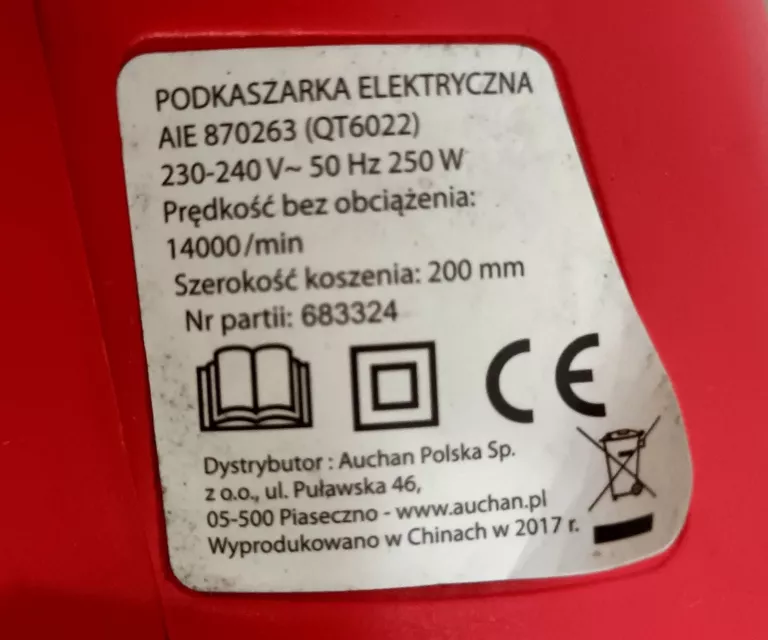 PODKASZARKA ELEKTRYCZNA
AIE 870263 (QT6022)
230-240 V~ 50 Hz 250 W
Prędkość bez obciążenia:
14000/min
Szerokość koszenia: 200 mm
Nr partii: 683324
CE
Dystrybutor : Auchan Polska Sp.
z o.o., ul. Puławska 46,
05-500 Piaseczno - www.auchan.pl
Wyprodukowano w Chinach w 2017 r.